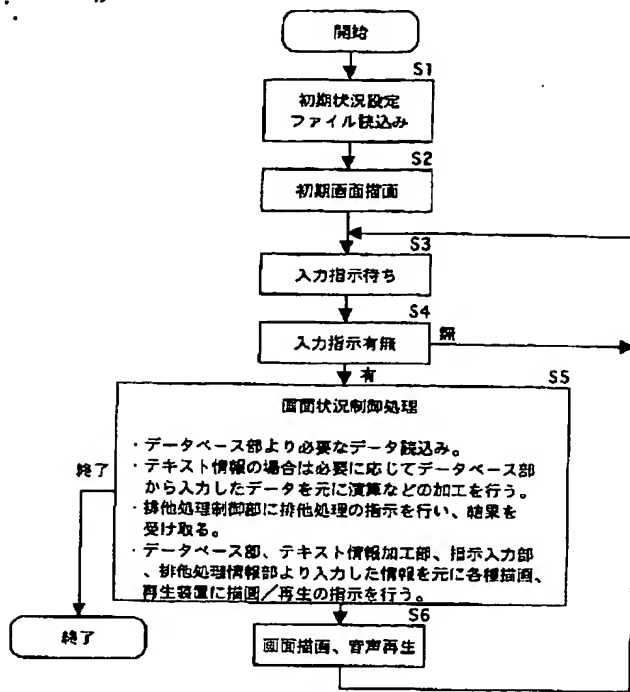 開始
S1
初期状況設定
ファイル読込み
S2
初期画面描画
S3
入力指示待ち
S4
入力指示有無
無
有
S5
画面状況制御処理
・データベース部より必要なデータ読込み。
・テキスト情報の場合は必要に応じてデータベース部
から入力したデータを元に演算などの加工を行う。
・排他処理制御部に排他処理の指示を行い、結果を
受け取る。
・データベース部、テキスト情報加工部、指示入力部
、排他処理情報部より入力した情報を元に各種描画、
再生装置に描画/再生の指示を行う。
終了
終了
S6
画面描画、音声再生